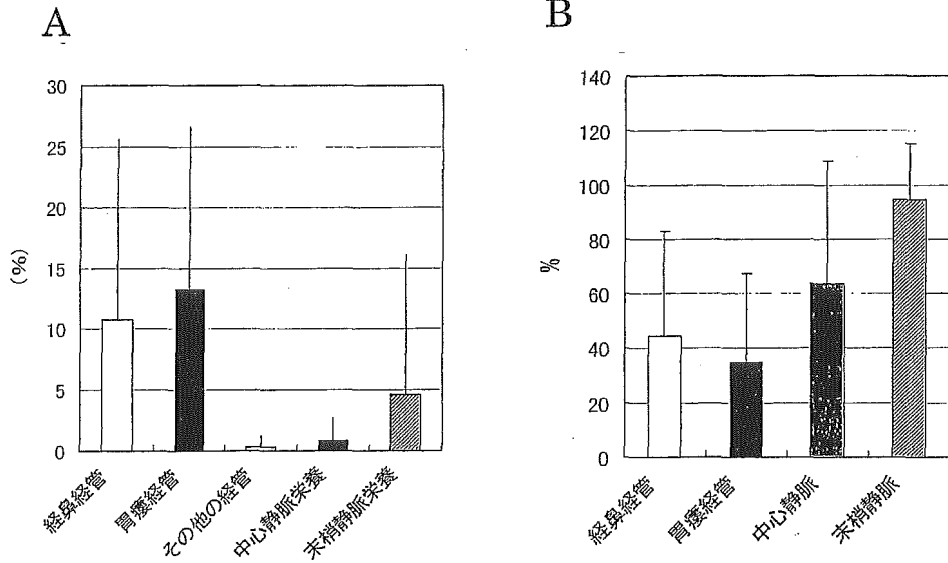 A
30
25
20
15
10
5
0
(%)
経鼻経管
胃瘻経管
その他の経管
中心静脈栄養
末梢静脈栄養
B
140
120
100
80
60
40
20
0
%
経鼻経管
胃瘻経管
中心静脈
末梢静脈